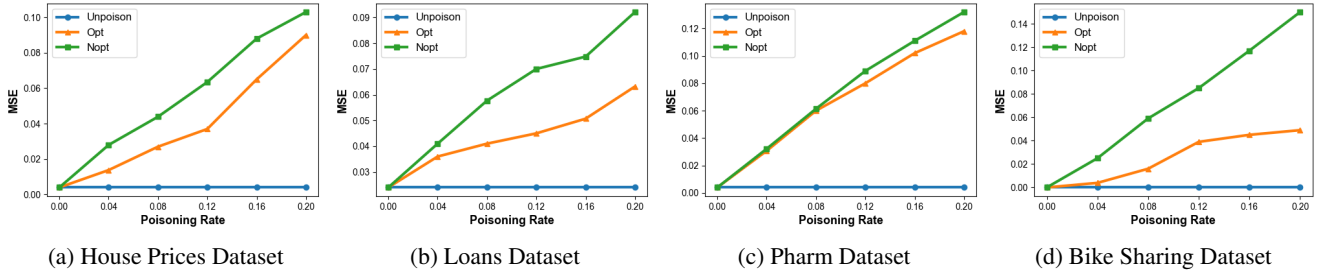 0.10
0.08
0.06
0.04
0.02
0.00
MSE
Unpoison
Opt
Nopt
0.00 0.04 0.08 0.12 0.16 0.20
Poisoning Rate
(a) House Prices Dataset
0.09
0.08
0.07
0.06
0.05
0.04
0.03
MSE
Unpoison
Opt
Nopt
0.00 0.04 0.08 0.12 0.16 0.20
Poisoning Rate
(b) Loans Dataset
0.12
0.10
0.08
0.06
0.04
0.02
0.00
MSE
Unpoison
Opt
Nopt
0.00 0.04 0.08 0.12 0.16 0.20
Poisoning Rate
(c) Pharm Dataset
0.14
0.12
0.10
0.08
0.06
0.04
0.02
0.00
MSE
Unpoison
Opt
Nopt
0.00 0.04 0.08 0.12 0.16 0.20
Poisoning Rate
(d) Bike Sharing Dataset